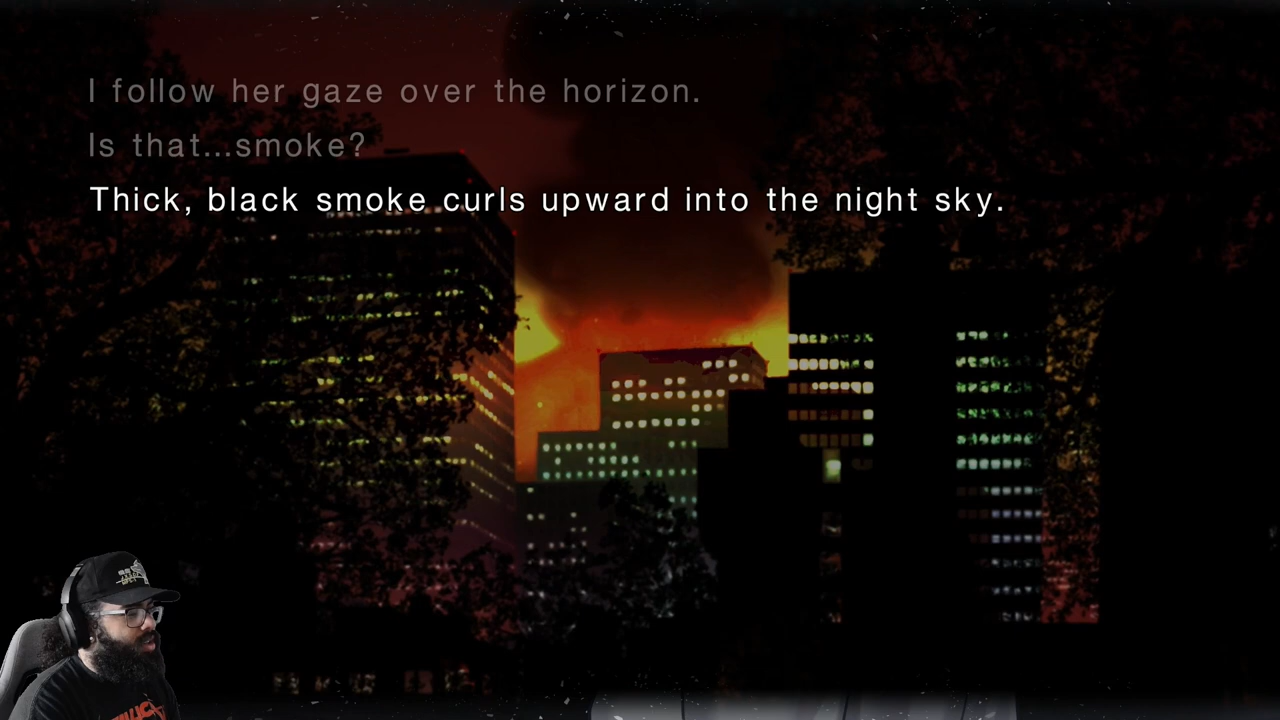 I follow her gaze over the horizon.
Is that...smoke?
Thick, black smoke curls upward into the night sky.